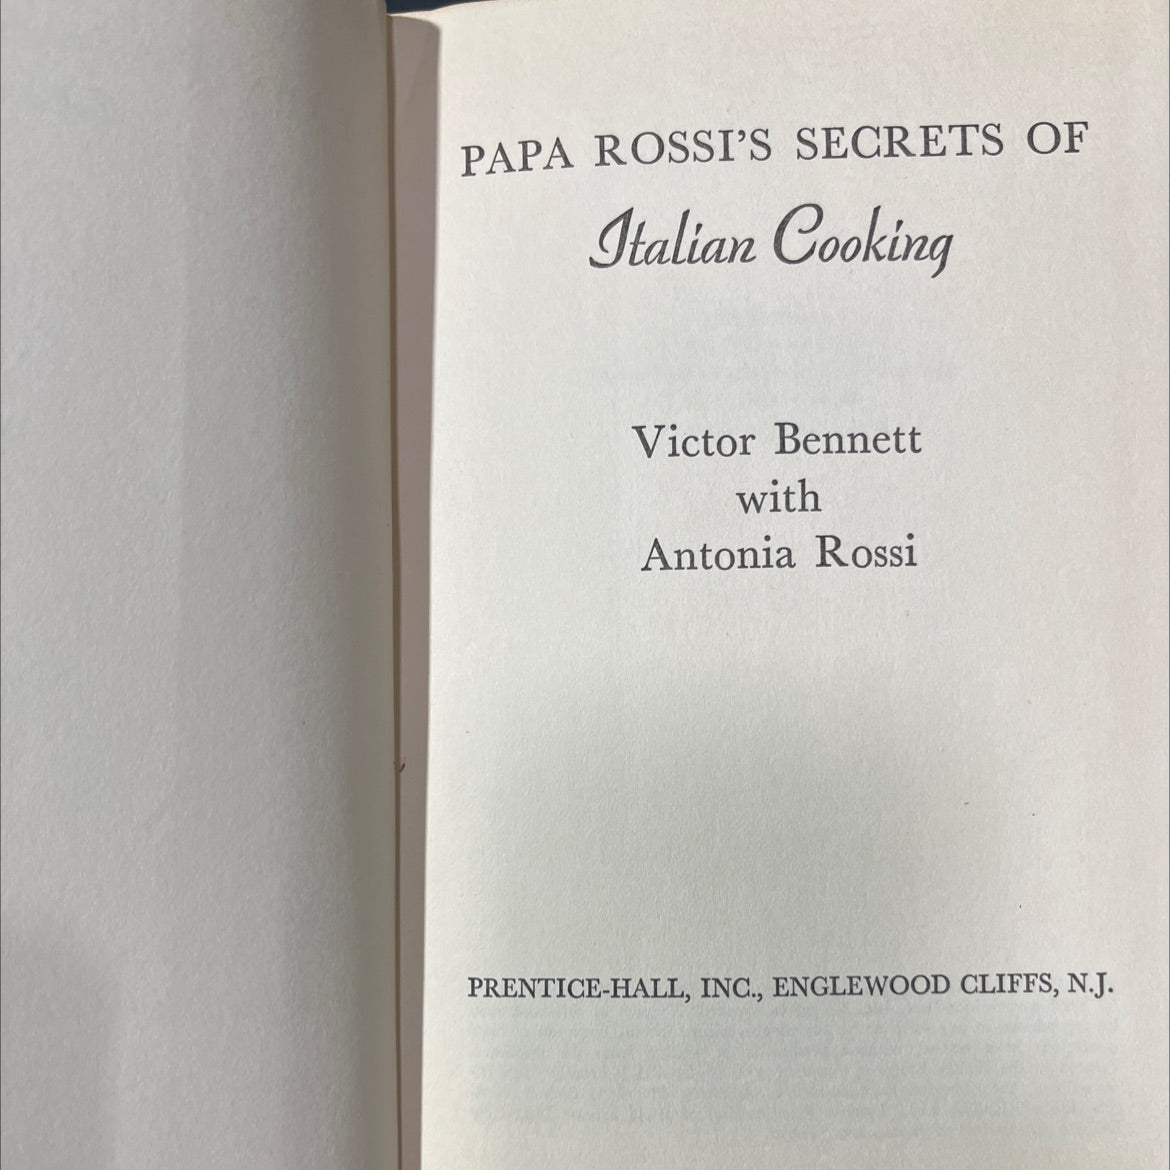 PAPA ROSSI'S SECRETS OF
Italian Cooking
Victor Bennett
with
Antonia Rossi
PRENTICE-HALL, INC., ENGLEWOOD CLIFFS, N.J.